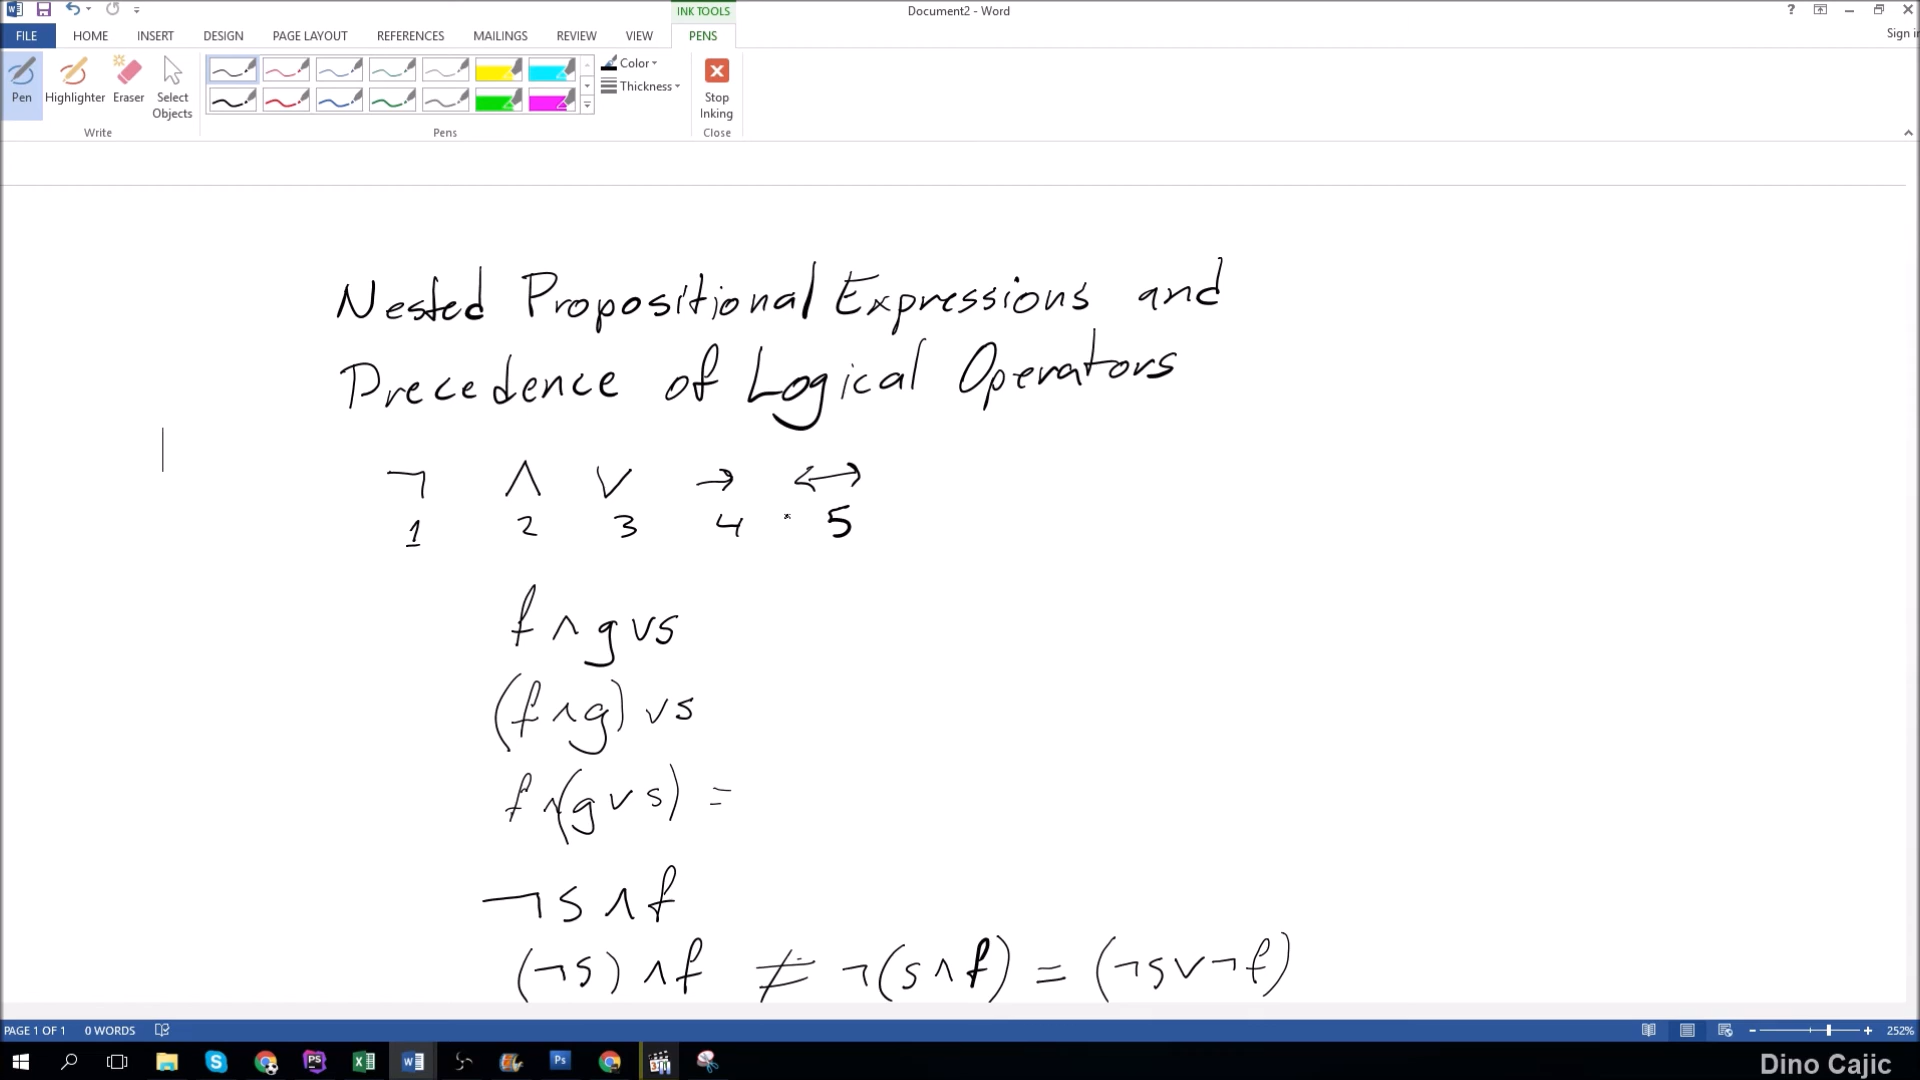 Document2 - Word
INK TOOLS
Sign in
FILE HOME INSERT DESIGN PAGE LAYOUT REFERENCES MAILINGS REVIEW VIEW PENS
Pen Highlighter Eraser Select Objects
Color
Thickness
Stop Inking
Write Pens Close
Nested Propositional Expressions and
Precedence of Logical Operators
¬ ∧ ∨ → ↔
1 2 3 4 5
f ∧ g ∨ s
(f ∧ g) ∨ s
f ∧ (g ∨ s) =
¬ s ∧ f
(¬ s) ∧ f ≠ ¬ (s ∧ f) = (¬ s ∨ ¬ f)
PAGE 1 OF 1 0 WORDS 252%
Dino Cajic